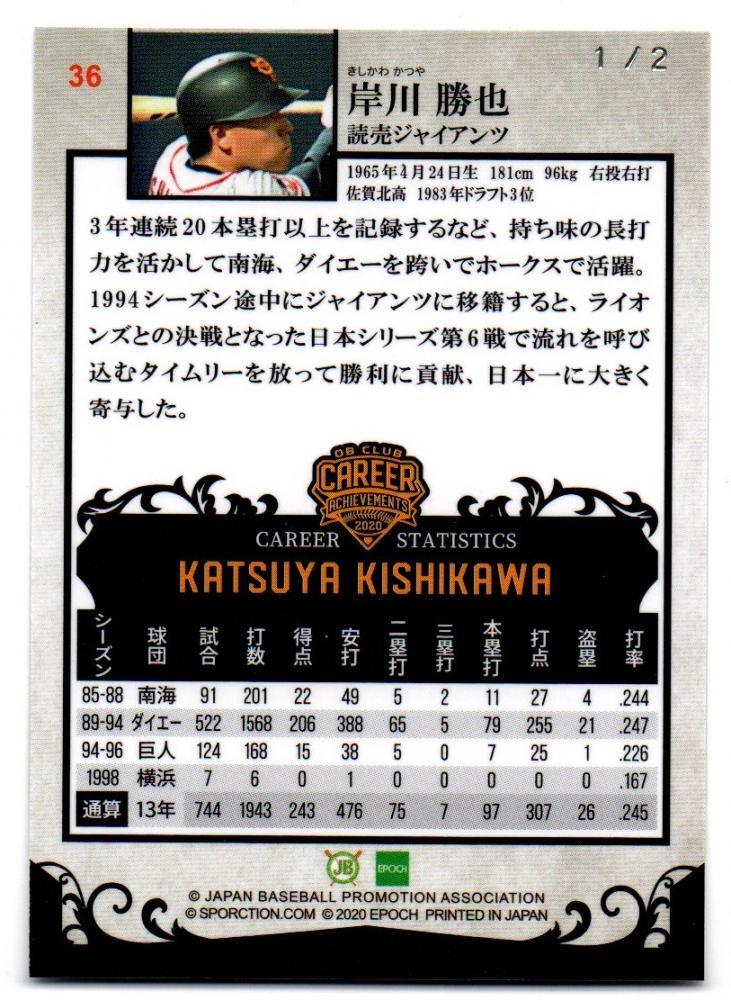 36
1/2
きしかわ かつや
岸川 勝也
読売ジャイアンツ
1965年4月24日生 181cm 96kg 右投右打
佐賀北高 1983年ドラフト3位
3年連続20本塁打以上を記録するなど、持ち味の長打
力を活かして南海、ダイエーを跨いでホークスで活躍。
1994シーズン途中にジャイアンツに移籍すると、ライオ
ンズとの決戦となった日本シリーズ第6戦で流れを呼び
込むタイムリーを放って勝利に貢献、日本一に大きく
寄与した。
OB CLUB
CAREER
ACHIEVEMENTS
2020
CAREER STATISTICS
KATSUYA KISHIKAWA
シーズン 球団 試合 打数 得点 安打 二塁打 三塁打 本塁打 打点 盗塁 打率
85-88 南海 91 201 22 49 5 2 11 27 4 .244
89-94 ダイエー 522 1568 206 388 65 5 79 255 21 .247
94-96 巨人 124 168 15 38 5 0 7 25 1 .226
1998 横浜 7 6 0 1 0 0 0 0 0 .167
通算 13年 744 1943 243 476 75 7 97 307 26 .245
JB EPOCH
© JAPAN BASEBALL PROMOTION ASSOCIATION
© SPORCTION.COM © 2020 EPOCH PRINTED IN JAPAN